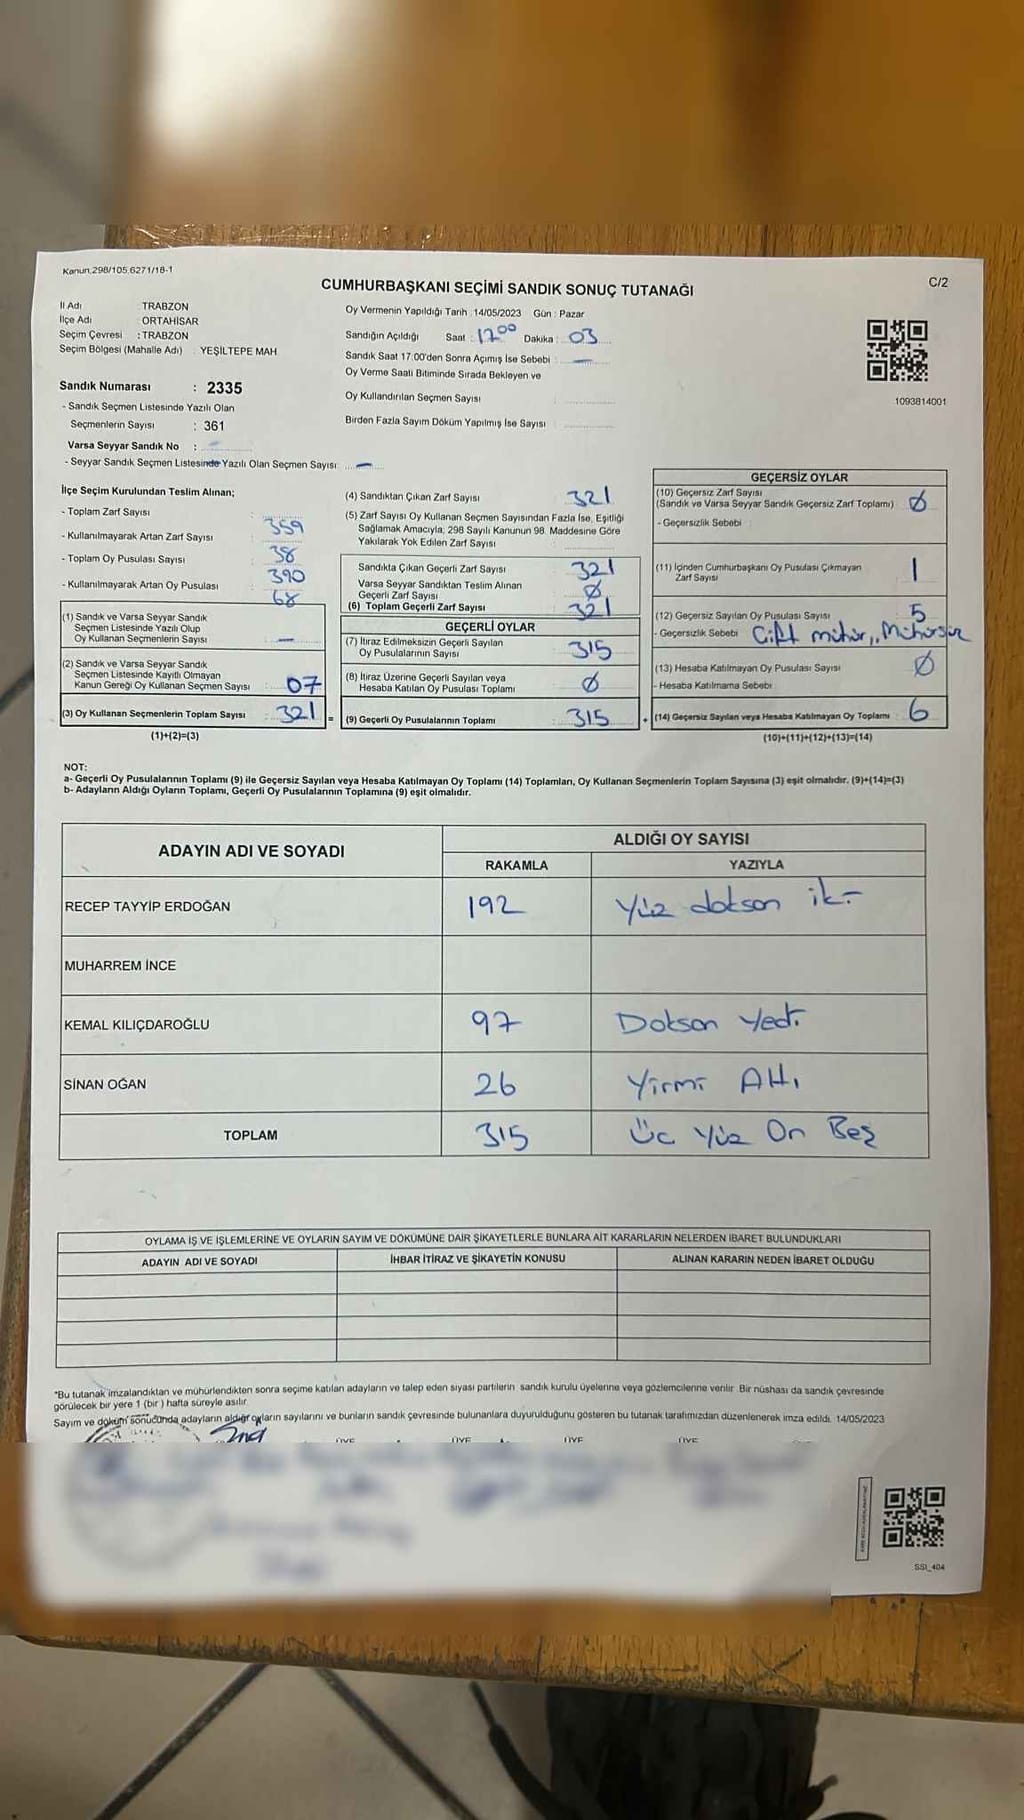 Kanun.298/105.6271/18-1
C/2
CUMHURBAŞKANI SEÇİMİ SANDIK SONUÇ TUTANAĞI
İl Adı TRABZON
İlçe Adı : ORTAHİSAR
Seçim Çevresi : TRABZON
Seçim Bölgesi (Mahalle Adı) : YEŞİLTEPE MAH
Sandık Numarası : 2335
- Sandık Seçmen Listesinde Yazılı Olan
Seçmenlerin Sayısı : 361
Varsa Seyyar Sandık No :
- Seyyar Sandık Seçmen Listesinde Yazılı Olan Seçmen Sayısı: —
Oy Vermenin Yapıldığı Tarih : 14/05/2023 Gün : Pazar
Sandığın Açıldığı Saat : 17.00 Dakika : 03
Sandık Saat 17.00'den Sonra Açımış İse Sebebi : —
Oy Verme Saati Bitiminde Sırada Bekleyen ve
Oy Kullandırılan Seçmen Sayısı
Birden Fazla Sayım Döküm Yapılmış İse Sayısı
1093814001
İlçe Seçim Kurulundan Teslim Alınan;
- Toplam Zarf Sayısı : 359
- Kullanılmayarak Artan Zarf Sayısı : 38
- Toplam Oy Pusulası Sayısı : 390
- Kullanılmayarak Artan Oy Pusulası : 68
(1) Sandık ve Varsa Seyyar Sandık
Seçmen Listesinde Yazılı Olup
Oy Kullanan Seçmenlerin Sayısı —
(2) Sandık ve Varsa Seyyar Sandık
Seçmen Listesinde Kayıtlı Olmayan
Kanun Gereği Oy Kullanan Seçmen Sayısı : 07
(3) Oy Kullanan Seçmenlerin Toplam Sayısı : 321 =
(1)+(2)=(3)
(4) Sandıktan Çıkan Zarf Sayısı 321
(5) Zarf Sayısı Oy Kullanan Seçmen Sayısından Fazla İse, Eşitliği
Sağlamak Amacıyla; 298 Sayılı Kanunun 98. Maddesine Göre
Yakılarak Yok Edilen Zarf Sayısı
Sandıkta Çıkan Geçerli Zarf Sayısı 321
Varsa Seyyar Sandıktan Teslim Alınan
Geçerli Zarf Sayısı Ø
(6) Toplam Geçerli Zarf Sayısı 321
GEÇERLİ OYLAR
(7) İtiraz Edilmeksizin Geçerli Sayılan
Oy Pusulalarının Sayısı 315
(8) İtiraz Üzerine Geçerli Sayılan veya
Hesaba Katılan Oy Pusulası Toplamı Ø
(9) Geçerli Oy Pusulalarının Toplamı : 315 +
GEÇERSİZ OYLAR
(10) Geçersiz Zarf Sayısı
(Sandık ve Varsa Seyyar Sandık Geçersiz Zarf Toplamı) Ø
- Geçersizlik Sebebi
(11) İçinden Cumhurbaşkanı Oy Pusulası Çıkmayan
Zarf Sayısı 1
(12) Geçersiz Sayılan Oy Pusulası Sayısı 5
- Geçersizlik Sebebi Çift mühür, Mühürsüz
(13) Hesaba Katılmayan Oy Pusulası Sayısı Ø
- Hesaba Katılmama Sebebi
(14) Geçersiz Sayılan veya Hesaba Katılmayan Oy Toplamı : 6
(10)+(11)+(12)+(13)=(14)
NOT:
a- Geçerli Oy Pusulalarının Toplamı (9) ile Geçersiz Sayılan veya Hesaba Katılmayan Oy Toplamı (14) Toplamları, Oy Kullanan Seçmenlerin Toplam Sayısına (3) eşit olmalıdır. (9)+(14)=(3)
b- Adayların Aldığı Oyların Toplamı, Geçerli Oy Pusulalarının Toplamına (9) eşit olmalıdır.
ADAYIN ADI VE SOYADI
ALDIĞI OY SAYISI
RAKAMLA YAZIYLA
RECEP TAYYİP ERDOĞAN 192 Yüz doksan iki
MUHARREM İNCE
KEMAL KILIÇDAROĞLU 97 Doksan Yedi
SİNAN OĞAN 26 Yirmi Altı
TOPLAM 315 Üç Yüz On Beş
OYLAMA İŞ VE İŞLEMLERİNE VE OYLARIN SAYIM VE DÖKÜMÜNE DAİR ŞİKAYETLERLE BUNLARA AİT KARARLARIN NELERDEN İBARET BULUNDUKLARI
ADAYIN ADI VE SOYADI İHBAR İTİRAZ VE ŞİKAYETİN KONUSU ALINAN KARARIN NEDEN İBARET OLDUĞU
*Bu tutanak imzalandıktan ve mühürlendikten sonra seçime katılan adayların ve talep eden siyasi partilerin sandık kurulu üyelerine veya gözlemcilerine verilir. Bir nüshası da sandık çevresinde
görülecek bir yere 1 (bir ) hafta süreyle asılır.
Sayım ve döküm sonucunda adayların aldığı oyların sayılarını ve bunların sandık çevresinde bulunanlara duyurulduğunu gösteren bu tutanak tarafımızdan düzenlenerek imza edildi. 14/05/2023
ÜYE ÜYE ÜYE ÜYE
SSI_404